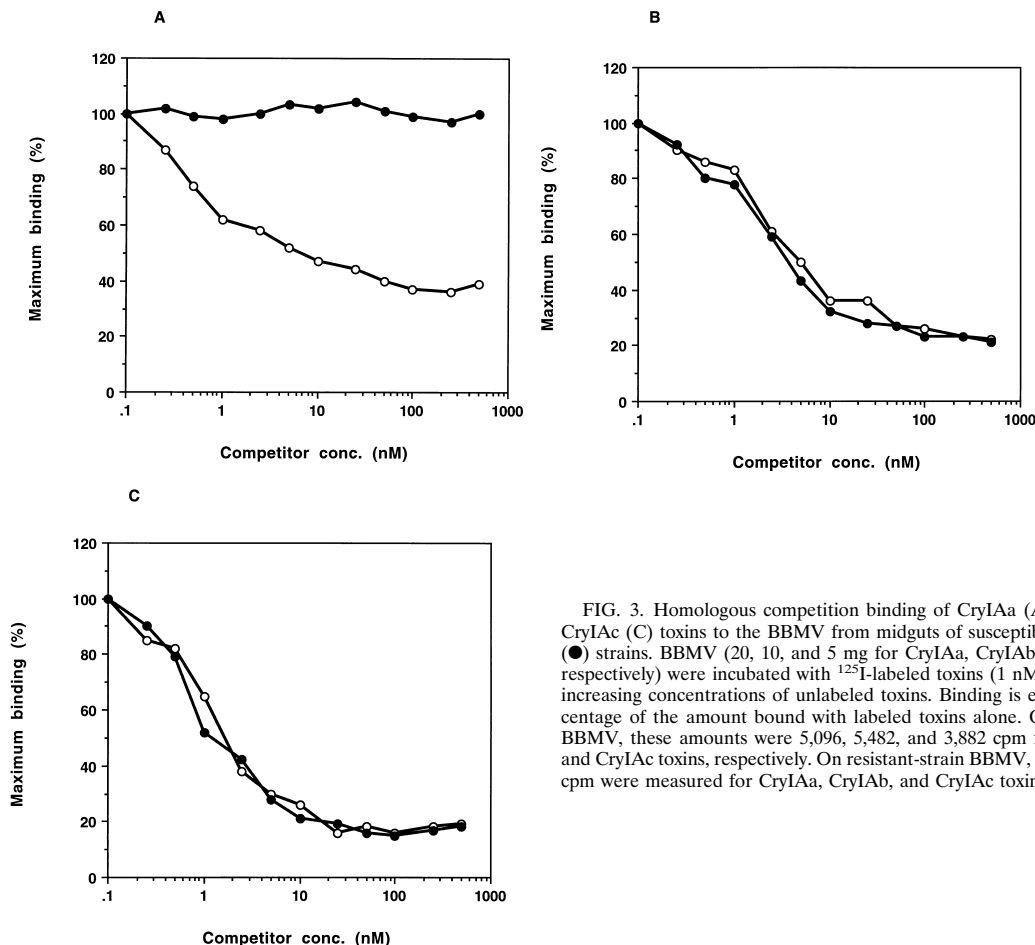 A
120
100
80
60
40
20
0
.1 1 10 100 1000
Maximum binding (%)
Competitor conc. (nM)
B
120
100
80
60
40
20
0
.1 1 10 100 1000
Maximum binding (%)
Competitor conc. (nM)
C
120
100
80
60
40
20
0
.1 1 10 100 1000
Maximum binding (%)
Competitor conc. (nM)
FIG. 3. Homologous competition binding of CryIAa (
CryIAc (C) toxins to the BBMV from midguts of
(●) strains. BBMV (20, 10, and 5 mg for CryIAa, CryIAb
respectively) were incubated with ¹²⁵I-labeled toxins (1 nM
increasing concentrations of unlabeled toxins. Binding is
centage of the amount bound with labeled toxins alone.
BBMV, these amounts were 5,096, 5,482, and 3,882 cpm
and CryIAc toxins, respectively. On resistant-strain BBMV,
cpm were measured for CryIAa, CryIAb, and CryIAc